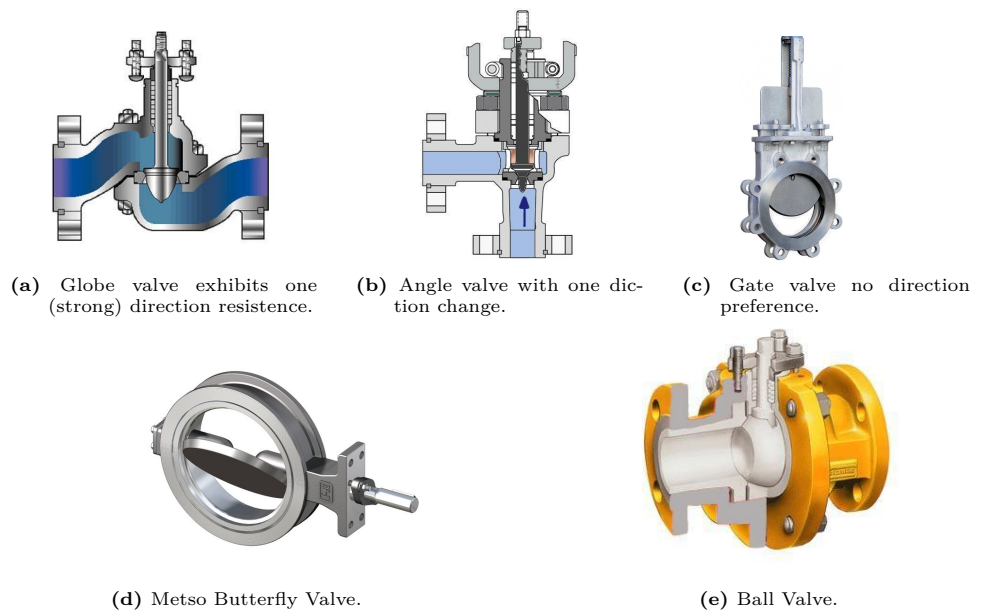 (a) Globe valve exhibits one
(strong) direction resistance.
(b) Angle valve with one dic-
tion change.
(c) Gate valve no direction
preference.
(d) Metso Butterfly Valve.
(e) Ball Valve.